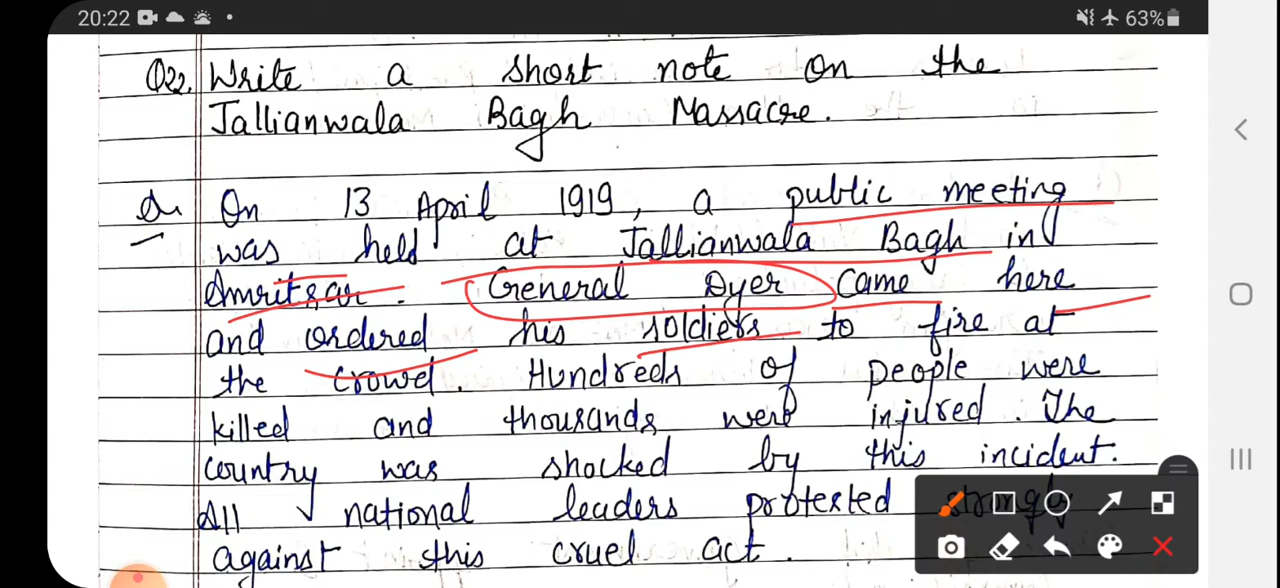 20:22
63%
Q22. Write a short note on the
Jallianwala Bagh Massacre.
On 13 April 1919, a public meeting
was held at Jallianwala Bagh in
Amritsar. General Dyer came here
and ordered his soldiers to fire at
the crowd. Hundreds of people were
killed and thousands were injured. The
country was shocked by this incident.
All national leaders protested strongly
against this cruel act.